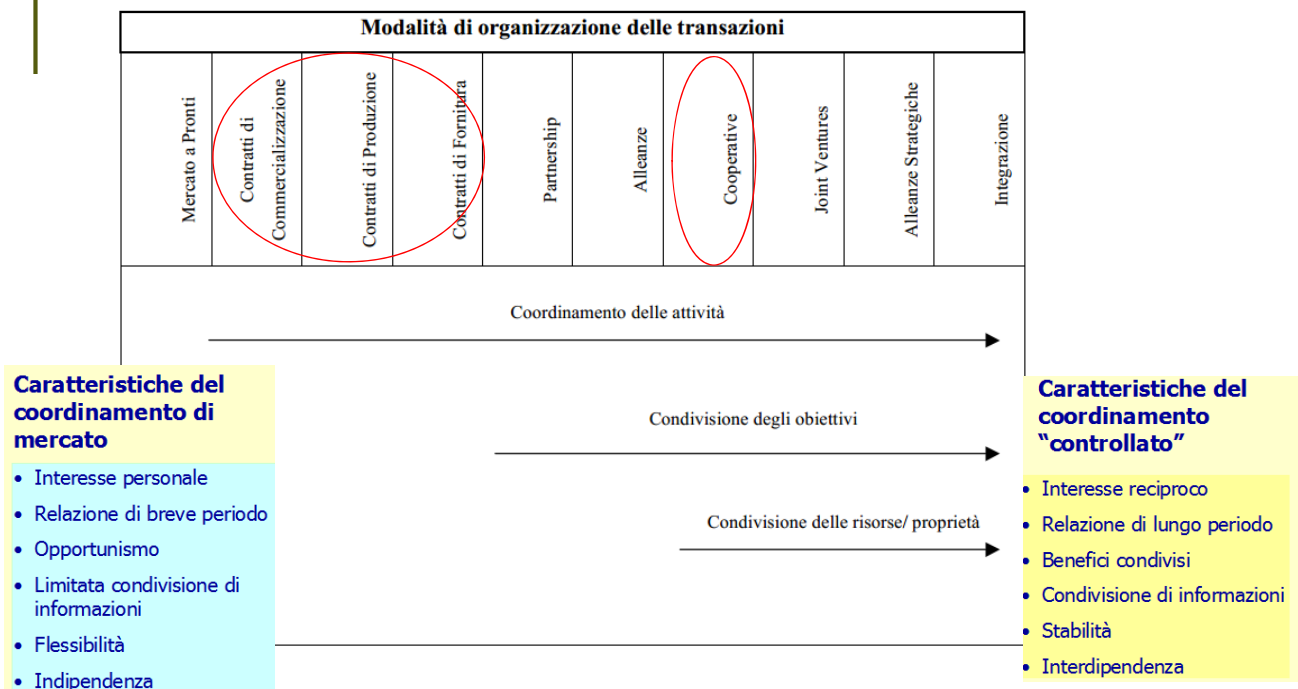 Modalità di organizzazione delle transazioni
Mercato a Pronti
Contratti di
Commercializzazione
Contratti di Produzione
Contratti di Fornitura
Partnership
Alleanze
Cooperative
Joint Ventures
Alleanze Strategiche
Integrazione
Coordinamento delle attività
Condivisione degli obiettivi
Condivisione delle risorse/ proprietà
Caratteristiche del
coordinamento di
mercato
• Interesse personale
• Relazione di breve periodo
• Opportunismo
• Limitata condivisione di
informazioni
• Flessibilità
• Indipendenza
Caratteristiche del
coordinamento
“controllato”
• Interesse reciproco
• Relazione di lungo periodo
• Benefici condivisi
• Condivisione di informazioni
• Stabilità
• Interdipendenza